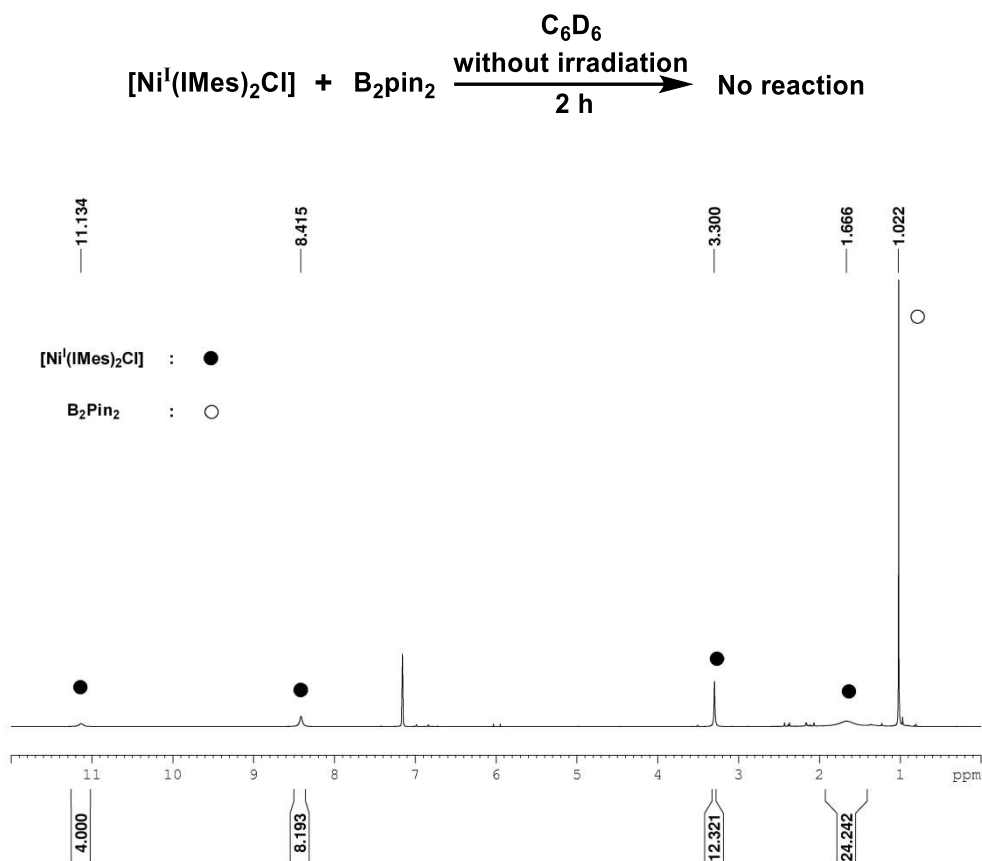 C₆D₆
[Niᴵ(IMes)₂Cl] + B₂pin₂ without irradiation No reaction
2 h
11.134
8.415
3.300
1.666
1.022
[Niᴵ(IMes)₂Cl] :
B₂Pin₂ :
11 10 9 8 7 6 5 4 3 2 1 ppm
4.000
8.193
12.321
24.242